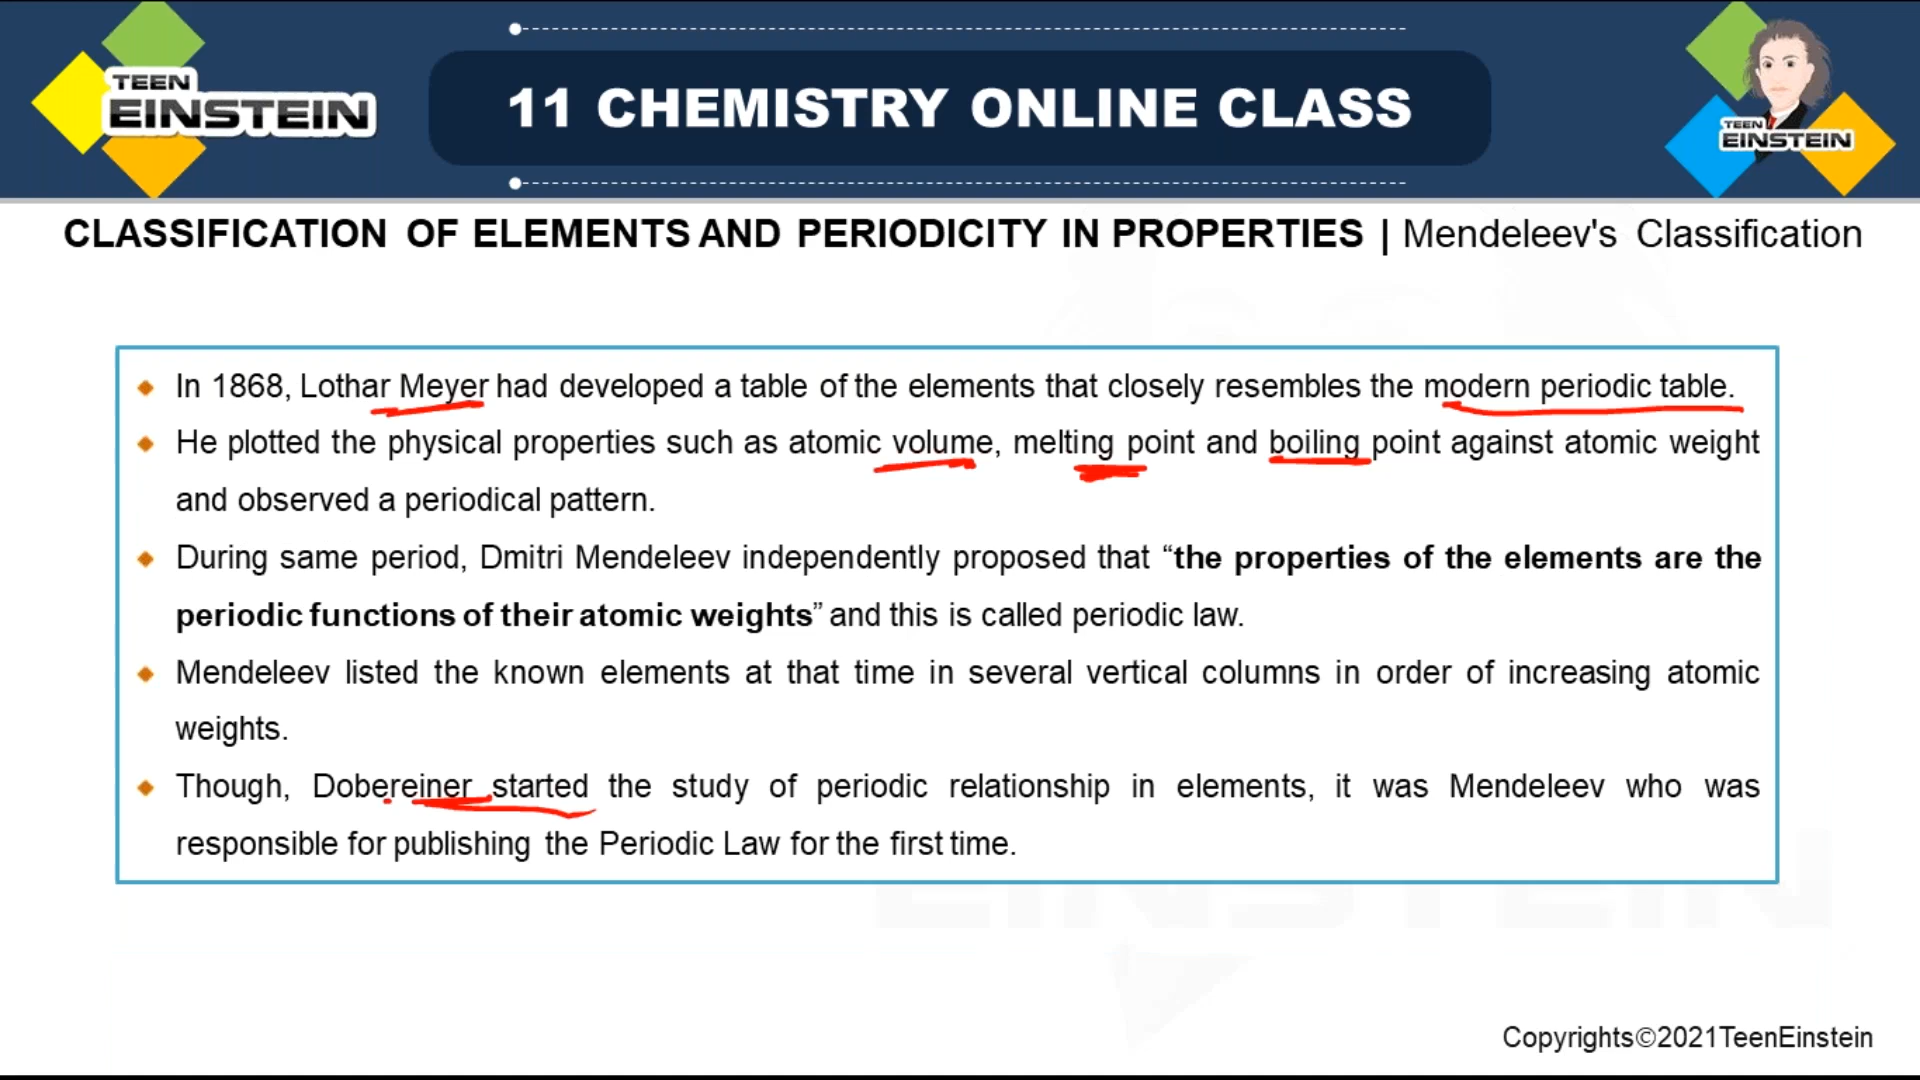 TEEN
EINSTEIN
11 CHEMISTRY ONLINE CLASS
TEEN
EINSTEIN
CLASSIFICATION OF ELEMENTS AND PERIODICITY IN PROPERTIES | Mendeleev's Classification
In 1868, Lothar Meyer had developed a table of the elements that closely resembles the modern periodic table.
He plotted the physical properties such as atomic volume, melting point and boiling point against atomic weight
and observed a periodical pattern.
During same period, Dmitri Mendeleev independently proposed that “the properties of the elements are the
periodic functions of their atomic weights” and this is called periodic law.
Mendeleev listed the known elements at that time in several vertical columns in order of increasing atomic
weights.
Though, Dobereiner started the study of periodic relationship in elements, it was Mendeleev who was
responsible for publishing the Periodic Law for the first time.
EINSTEIN
Copyrights©2021TeenEinstein